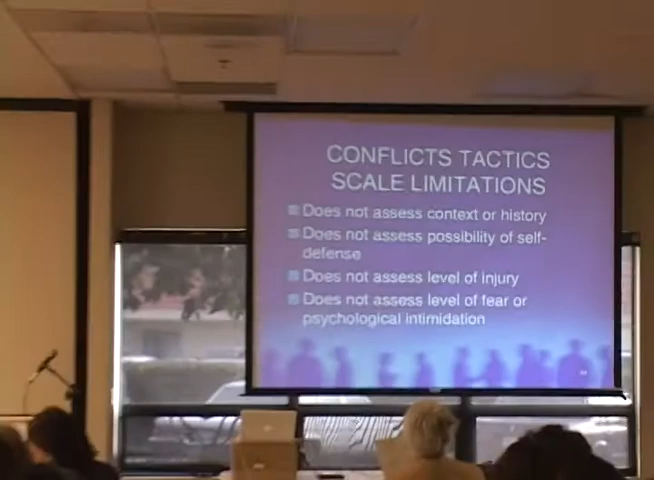 CONFLICTS TACTICS
SCALE LIMITATIONS
Does not assess context or history
Does not assess possibility of self-
defense
Does not assess level of injury
Does not assess level of fear or
psychological intimidation